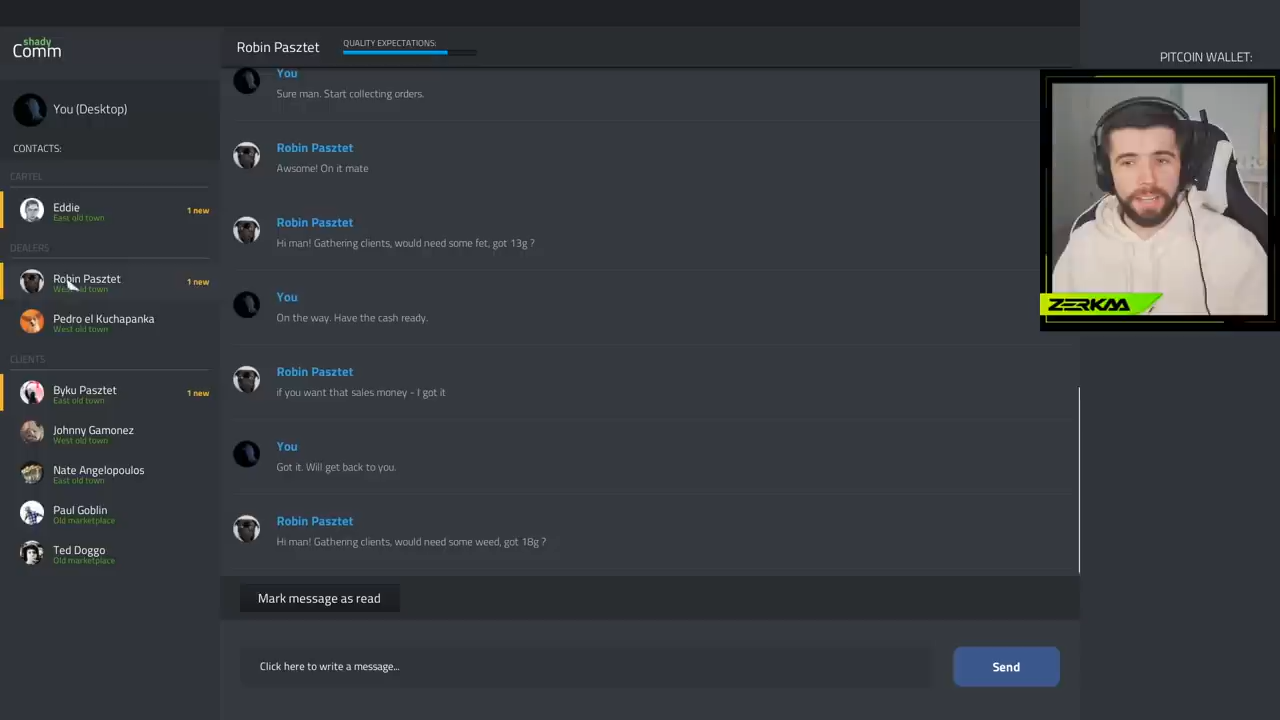 shady
Comm
You (Desktop)
CONTACTS:
CARTEL
Eddie
East old town
1 new
DEALERS
Robin Pasztet
West old town
1 new
Pedro el Kuchapanka
West old town
CLIENTS
Byku Pasztet
East old town
1 new
Johnny Gamonez
West old town
Nate Angelopoulos
East old town
Paul Goblin
Old marketplace
Ted Doggo
Old marketplace
Robin Pasztet
QUALITY EXPECTATIONS:
You
Sure man. Start collecting orders.
Robin Pasztet
Awsome! On it mate
Robin Pasztet
Hi man! Gathering clients, would need some fet, got 13g ?
You
On the way. Have the cash ready.
Robin Pasztet
if you want that sales money - I got it
You
Got it. Will get back to you.
Robin Pasztet
Hi man! Gathering clients, would need some weed, got 18g ?
Mark message as read
Click here to write a message...
Send
PITCOIN WALLET:
ZERKAA